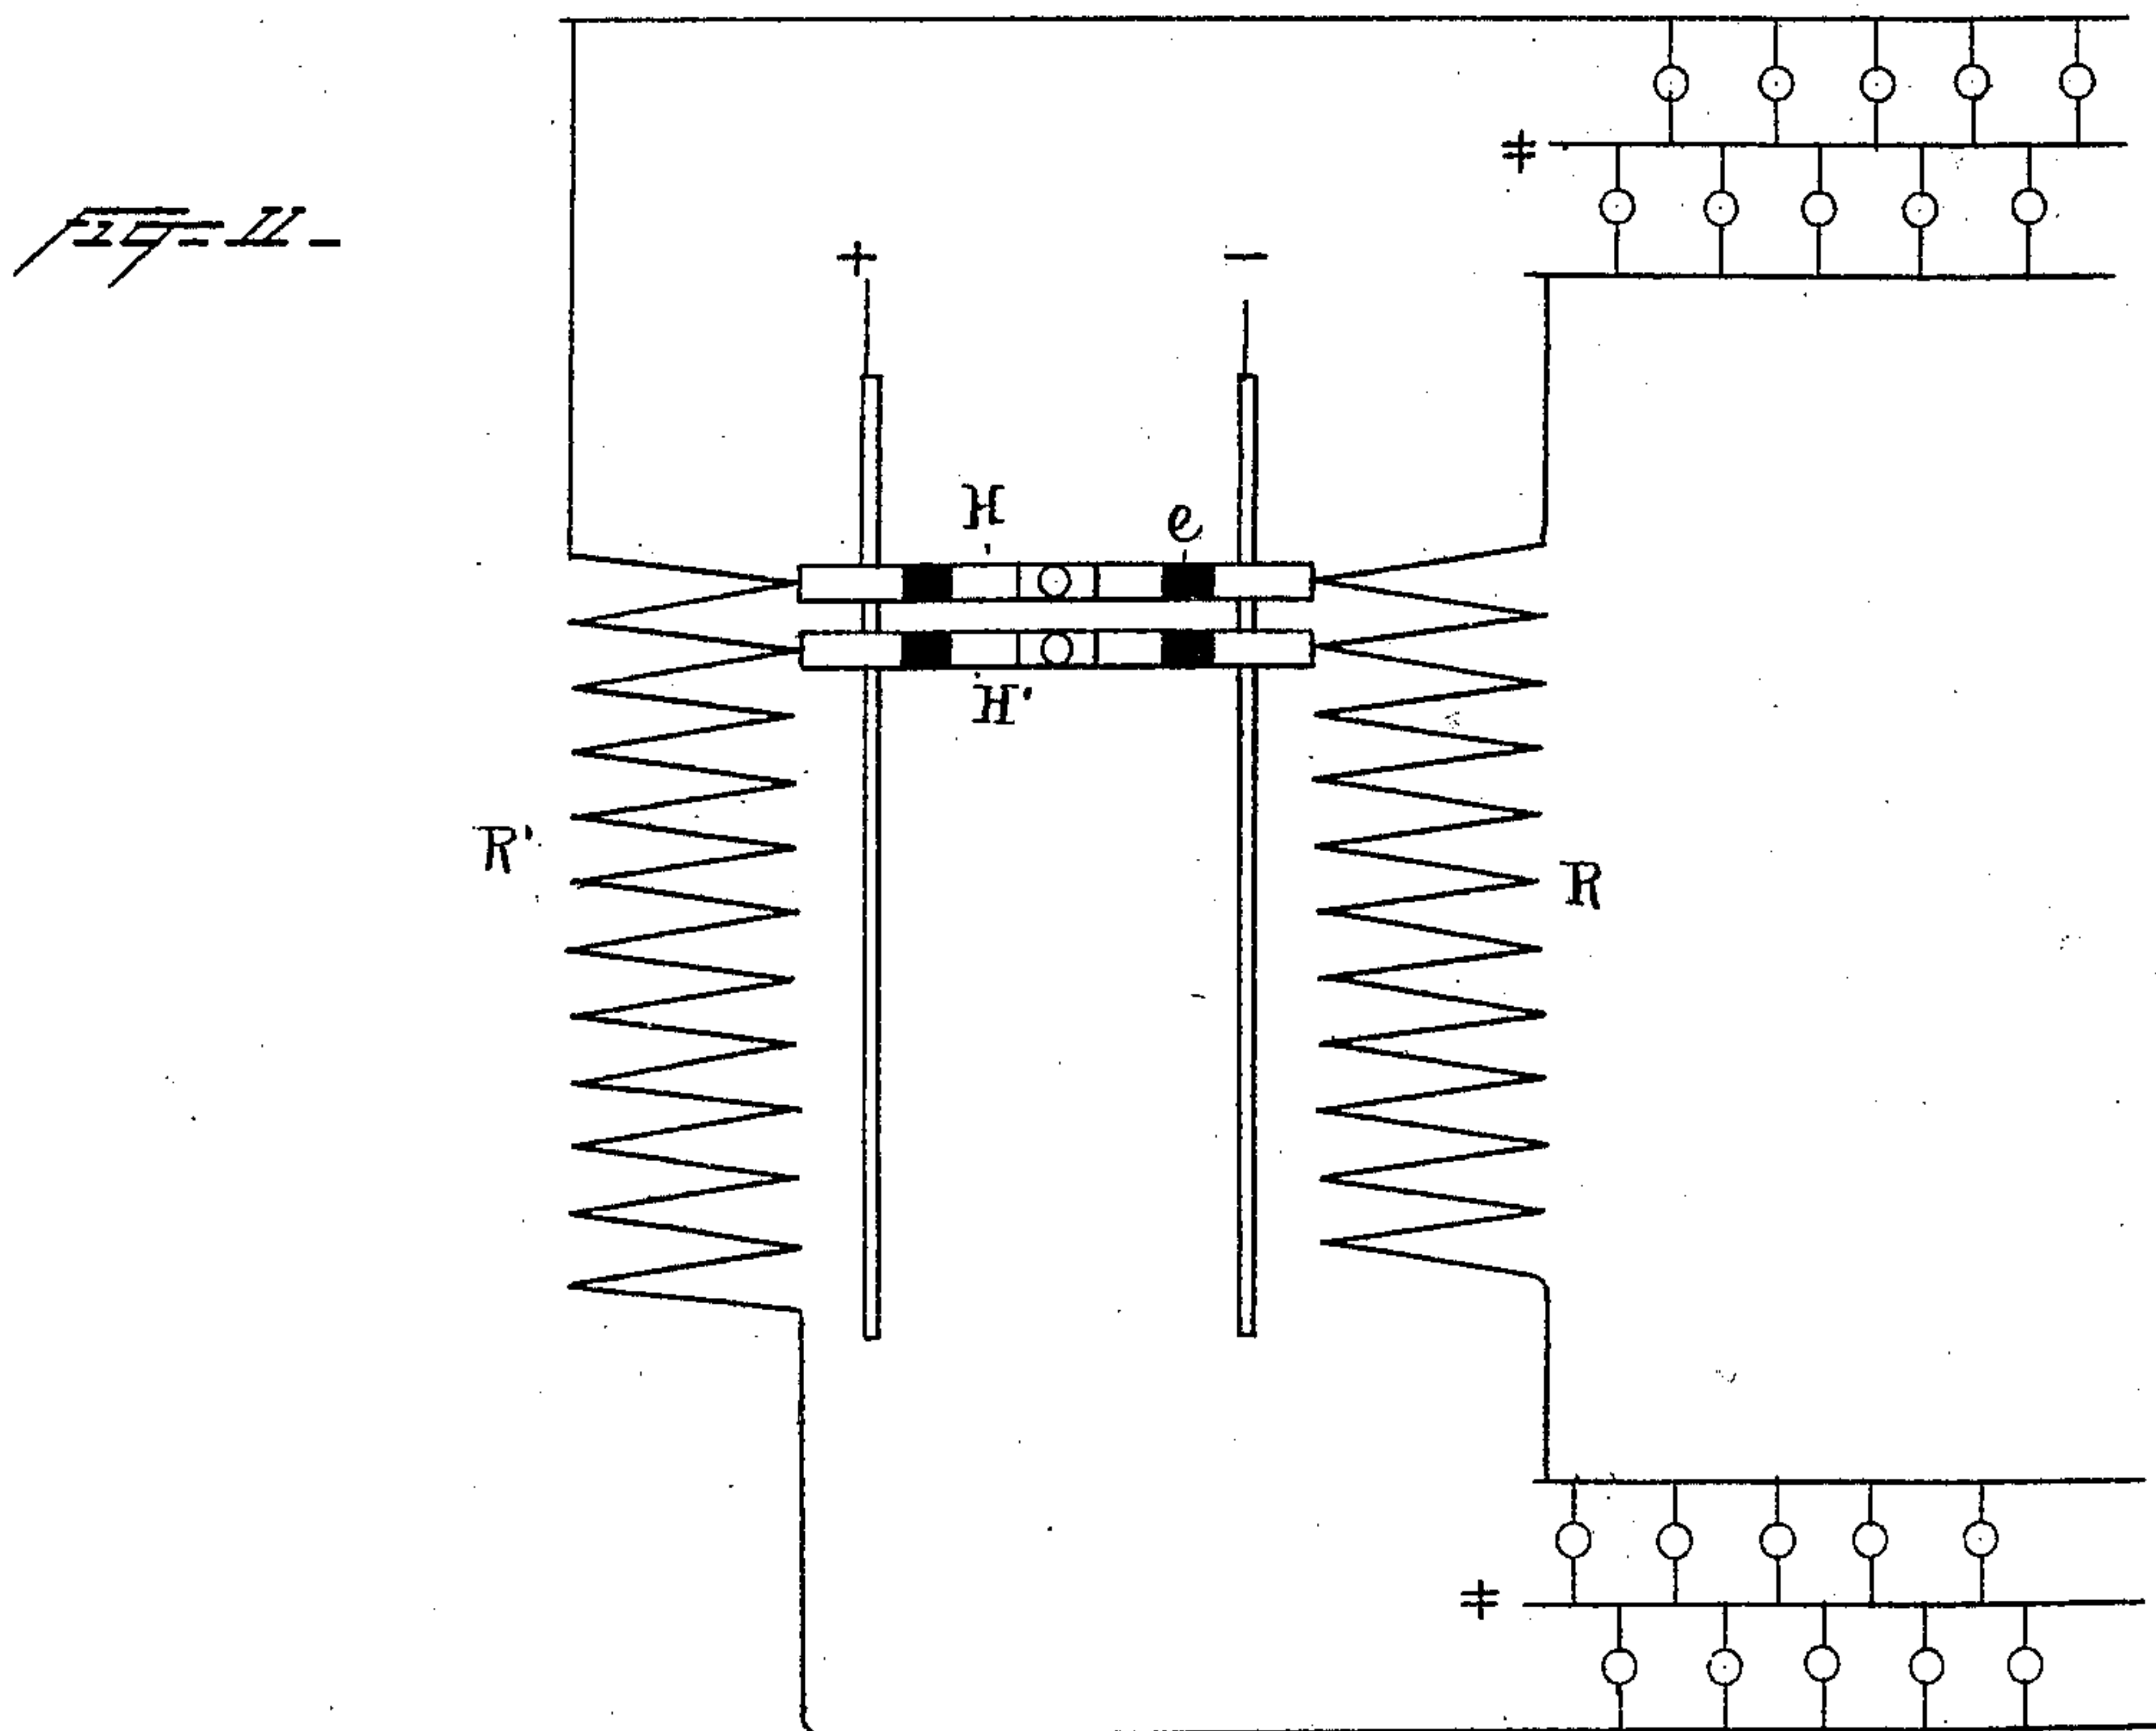 Fig-II-
+ -
‡
H e
H'
R' R
‡